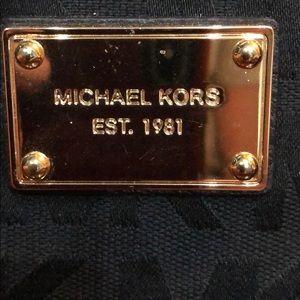 MICHAEL KORS
EST. 1981